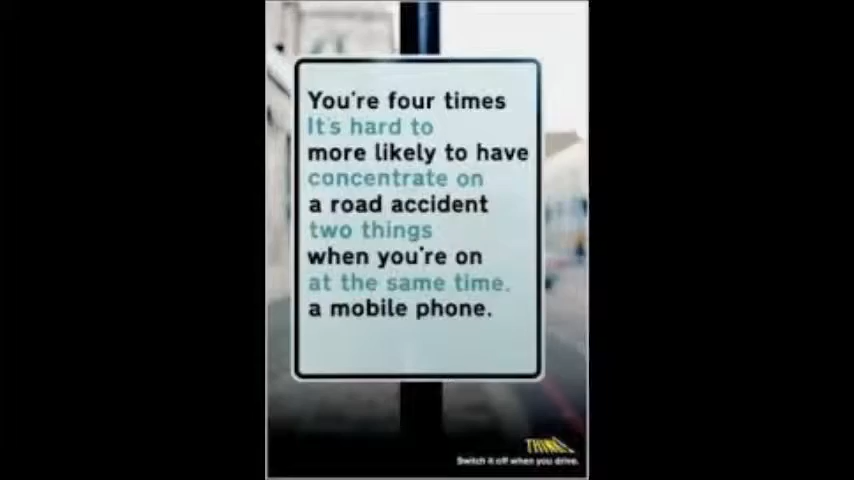 You're four times
It's hard to
more likely to have
concentrate on
a road accident
two things
when you're on
at the same time.
a mobile phone.
THINK!
Switch it off when you drive.